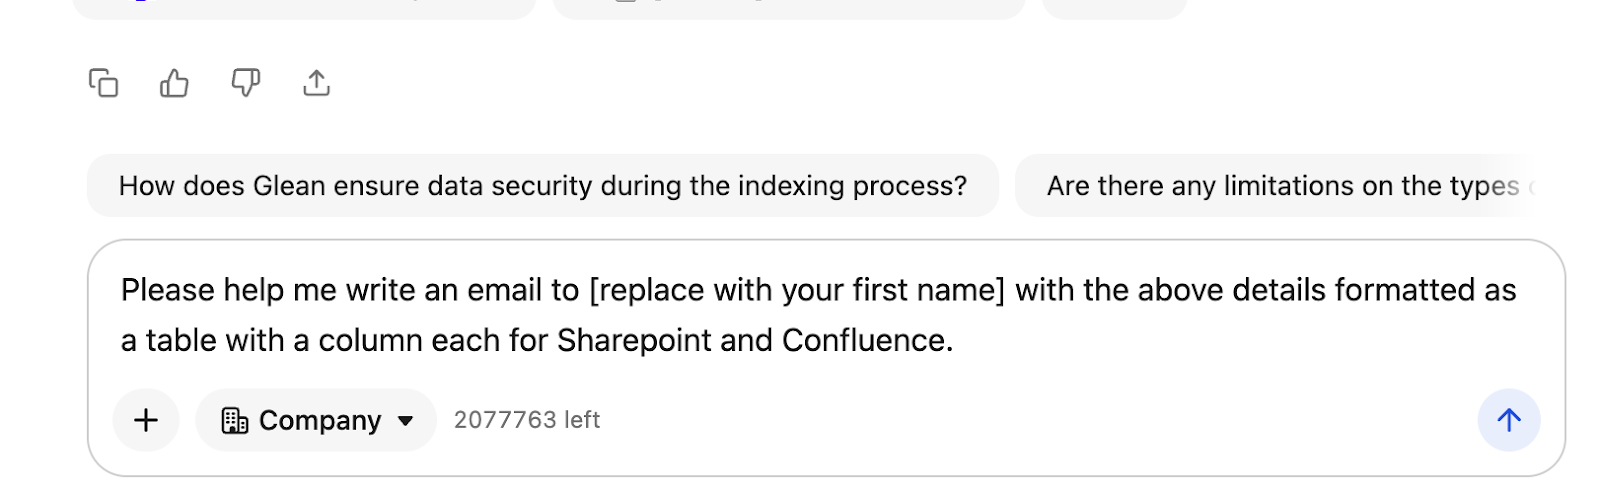 How does Glean ensure data security during the indexing process?
Are there any limitations on the types
Please help me write an email to [replace with your first name] with the above details formatted as
a table with a column each for Sharepoint and Confluence.
Company
2077763 left